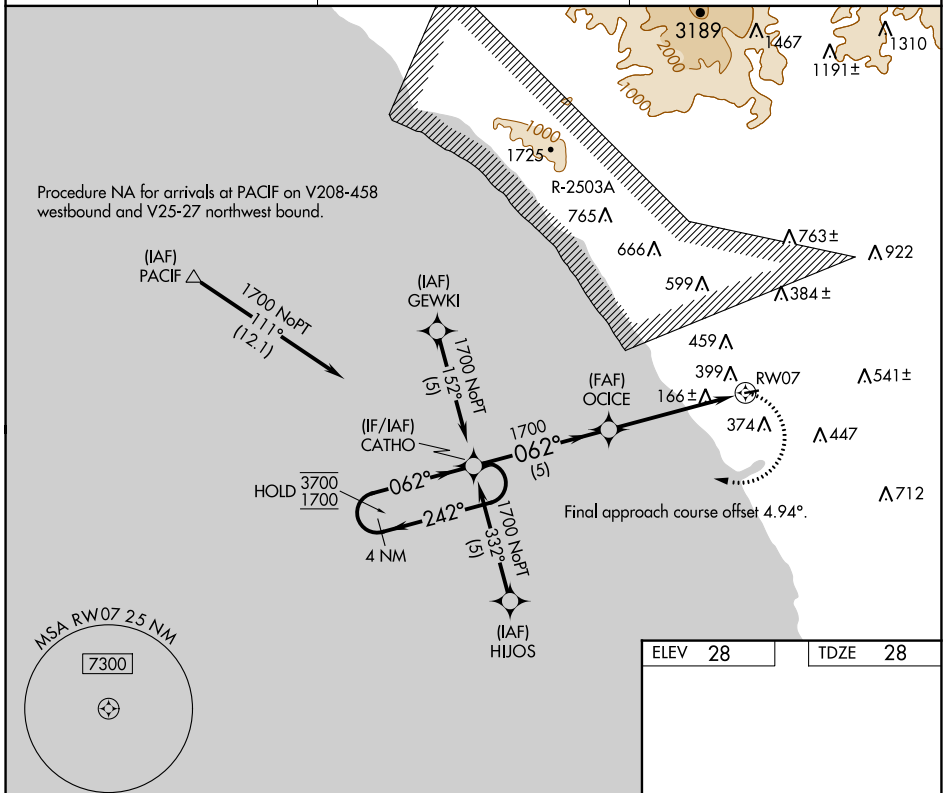 3189
1467
1310
1191±
2000
1000
1000
1725
R-2503A
765
666
599
763±
922
384±
459
399
RW07
541±
166±
374
447
712
Procedure NA for arrivals at PACIF on V208-458
westbound and V25-27 northwest bound.
(IAF)
PACIF
1700 NoPT
111°
(12.1)
(IAF)
GEWKI
1700 NoPT
152°
(5)
(FAF)
OCICE
(IF/IAF)
CATHO
1700
062°
(5)
HOLD
3700
1700
062°
242°
4 NM
1700 NoPT
332°
(5)
(IAF)
HIJOS
Final approach course offset 4.94°.
MSA RW07 25 NM
7300
ELEV 28
TDZE 28